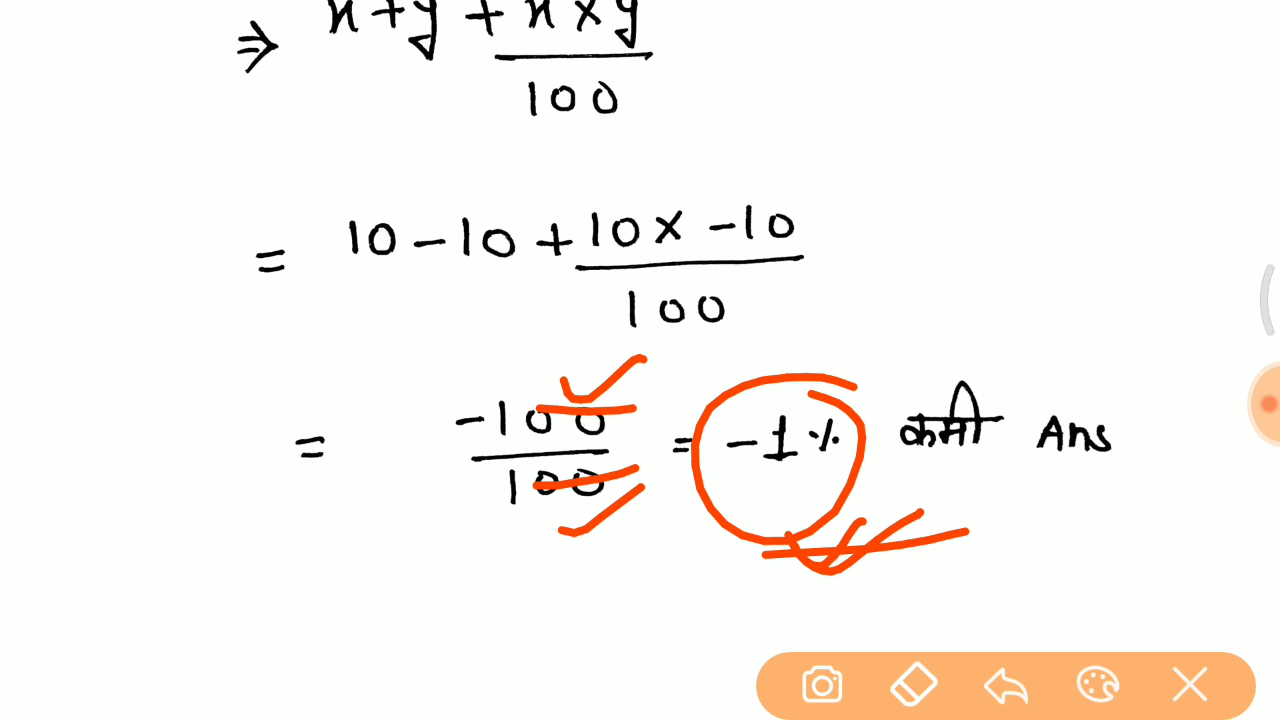 ⇒ x + y + x × y / 100
= 10 - 10 + 10 × -10 / 100
= -100 / 100 = -1% कमी Ans